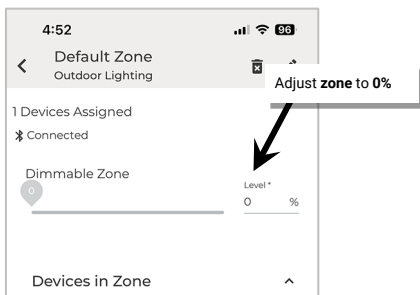 4:52
96
Default Zone
Outdoor Lighting
Adjust zone to 0%
1 Devices Assigned
Connected
Dimmable Zone
0
Level *
0 %
Devices in Zone